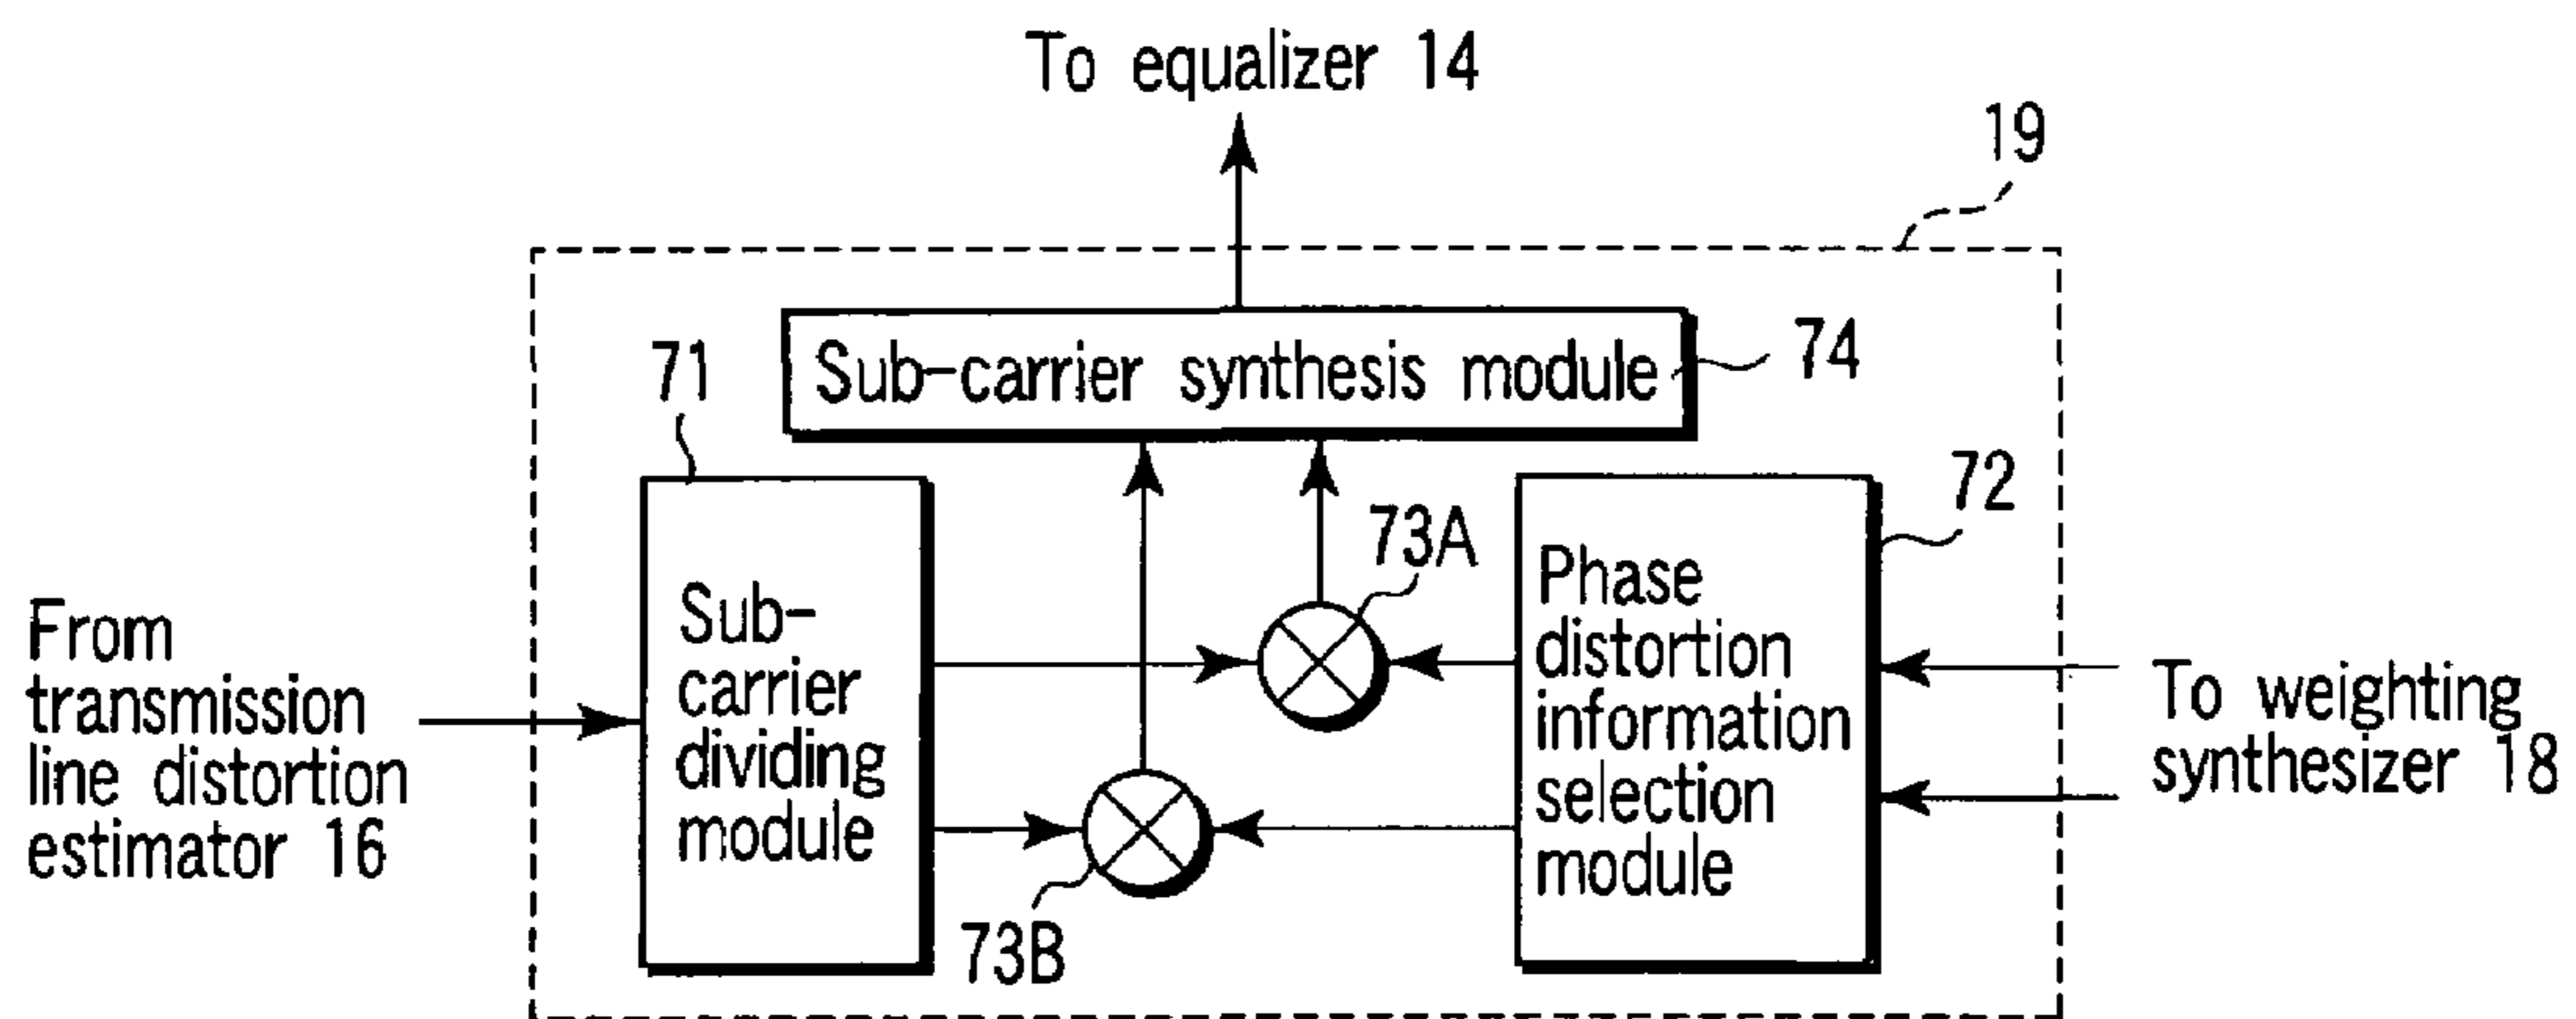 To equalizer 14
19
Sub-carrier synthesis module
74
71
72
73A
Sub-
carrier
dividing
module
Phase
distortion
information
selection
module
From
transmission
line distortion
estimator 16
To weighting
synthesizer 18
73B